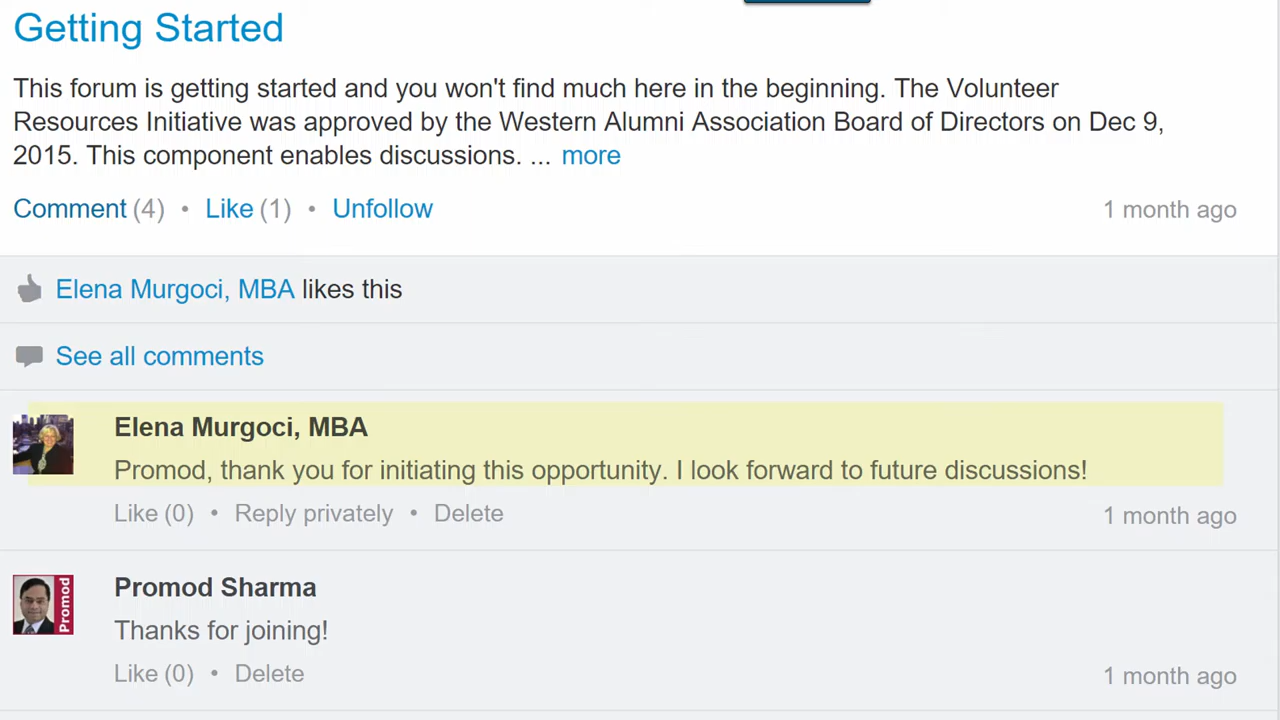 Getting Started
This forum is getting started and you won't find much here in the beginning. The Volunteer
Resources Initiative was approved by the Western Alumni Association Board of Directors on Dec 9,
2015. This component enables discussions. ... more
Comment (4) • Like (1) • Unfollow 1 month ago
Elena Murgoci, MBA likes this
See all comments
Elena Murgoci, MBA
Promod, thank you for initiating this opportunity. I look forward to future discussions!
Like (0) • Reply privately • Delete 1 month ago
Promod
Promod Sharma
Thanks for joining!
Like (0) • Delete 1 month ago